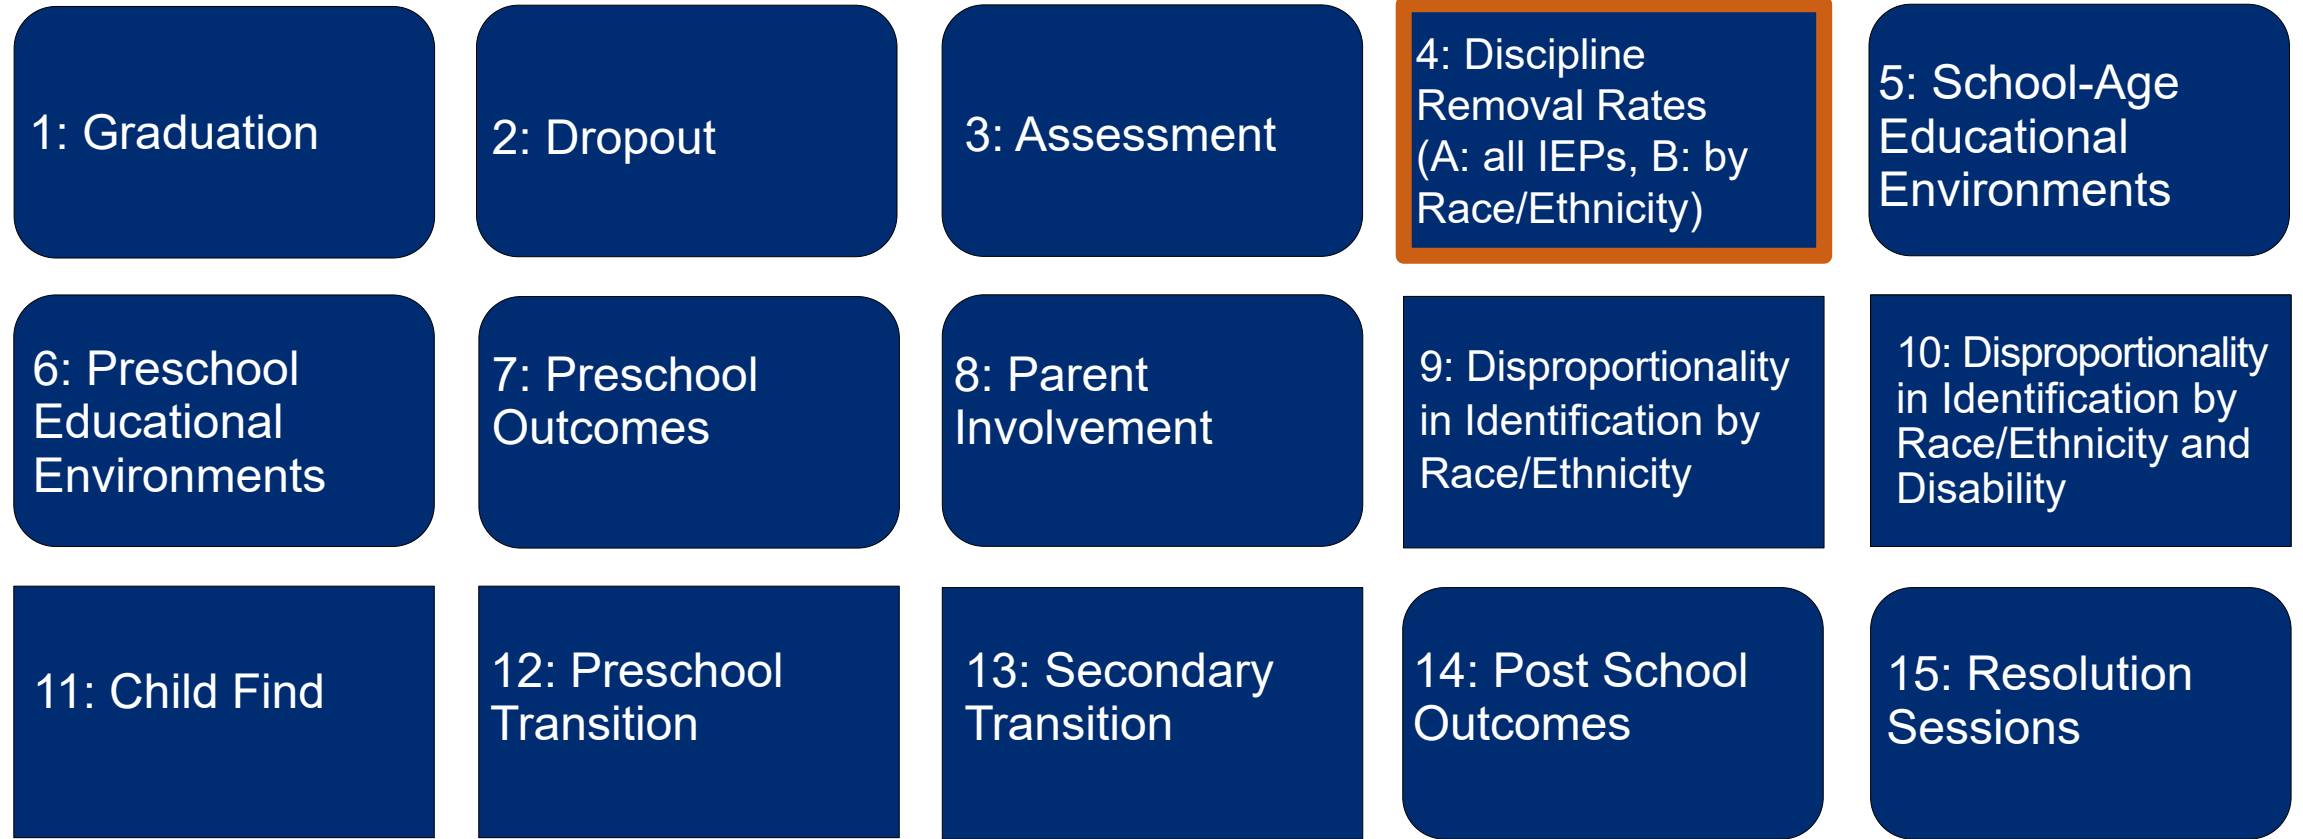 1: Graduation
2: Dropout
3: Assessment
4: Discipline
Removal Rates
(A: all IEPs, B: by
Race/Ethnicity)
5: School-Age
Educational
Environments
6: Preschool
Educational
Environments
7: Preschool
Outcomes
8: Parent
Involvement
9: Disproportionality
in Identification by
Race/Ethnicity
10: Disproportionality
in Identification by
Race/Ethnicity and
Disability
11: Child Find
12: Preschool
Transition
13: Secondary
Transition
14: Post School
Outcomes
15: Resolution
Sessions